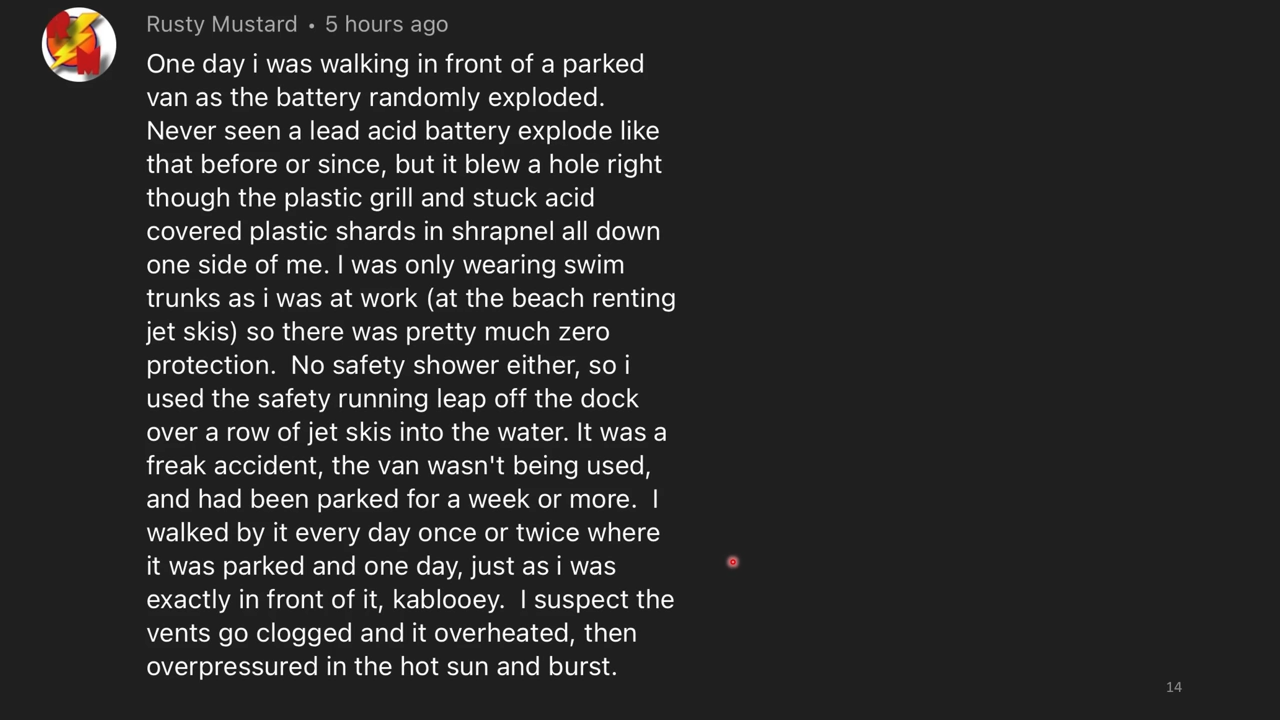 Rusty Mustard • 5 hours ago
One day i was walking in front of a parked
van as the battery randomly exploded.
Never seen a lead acid battery explode like
that before or since, but it blew a hole right
though the plastic grill and stuck acid
covered plastic shards in shrapnel all down
one side of me. I was only wearing swim
trunks as i was at work (at the beach renting
jet skis) so there was pretty much zero
protection.  No safety shower either, so i
used the safety running leap off the dock
over a row of jet skis into the water. It was a
freak accident, the van wasn't being used,
and had been parked for a week or more.  I
walked by it every day once or twice where
it was parked and one day, just as i was
exactly in front of it, kablooey.  I suspect the
vents go clogged and it overheated, then
overpressured in the hot sun and burst.
14